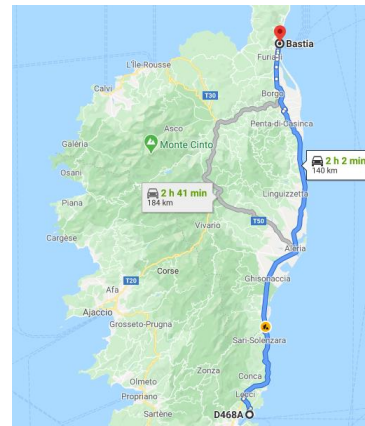 Bastia
Furiani
L'Île-Rousse
Calvi
Borgo
T30
Penta-di-Casinca
Asco
Galéria
Monte Cinto
Osani
2 h 2 min
140 km
Piana
2 h 41 min
184 km
Linguizzetta
Cargèse
Vivario
T50
Aléria
Corse
Ghisonaccia
T20
Afa
Ajaccio
Grosseto-Prugna
Sari-Solenzara
Zonza
Conca
Olmeto
Propriano
Lecci
Sartène
D468A